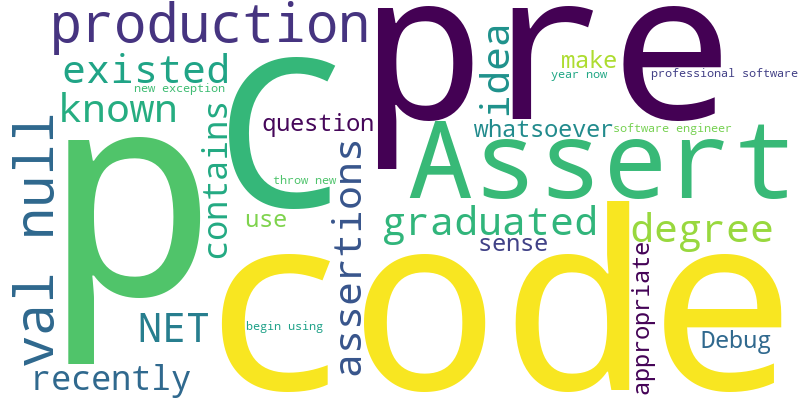 production
pre
existed
new exception
known
C
idea
make
year now
professional software
question
whatsoever
software engineer
Assert
contains
val null
p
throw new
use
assertions
graduated
degree
sense
code
NET
begin using
recently
appropriate
Debug